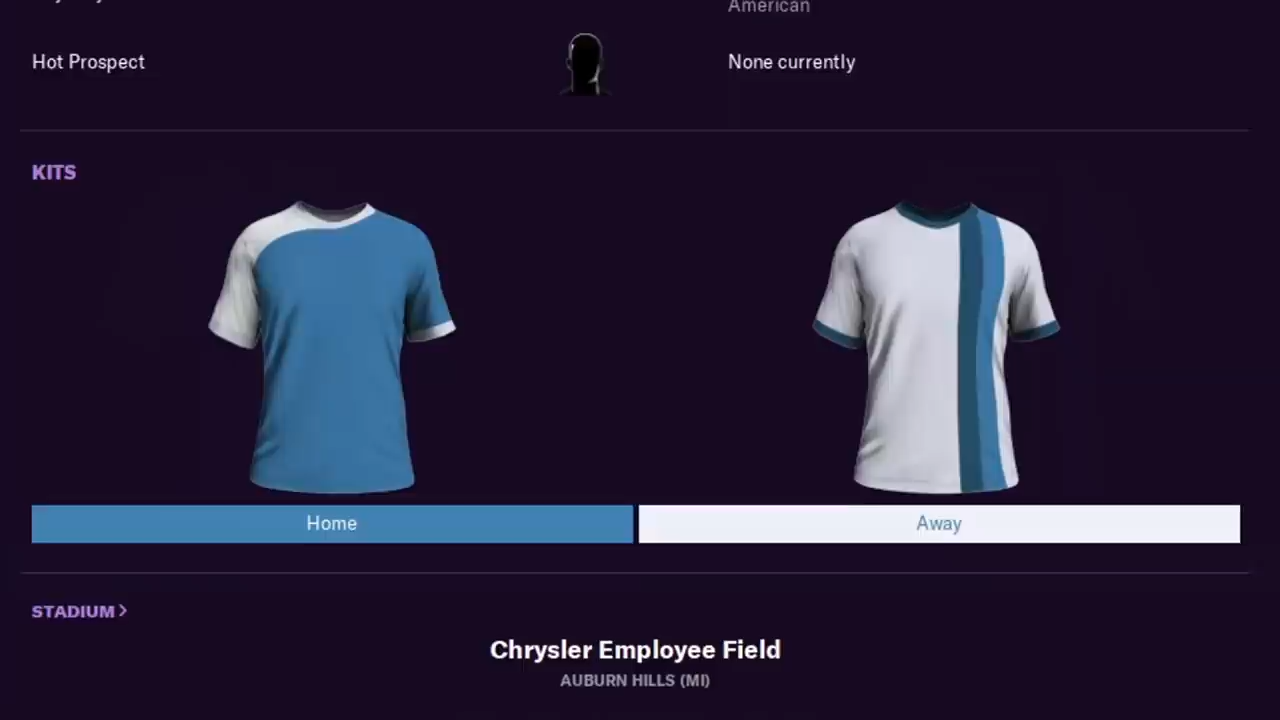 American
Hot Prospect
None currently
KITS
Home
Away
STADIUM >
Chrysler Employee Field
AUBURN HILLS (MI)